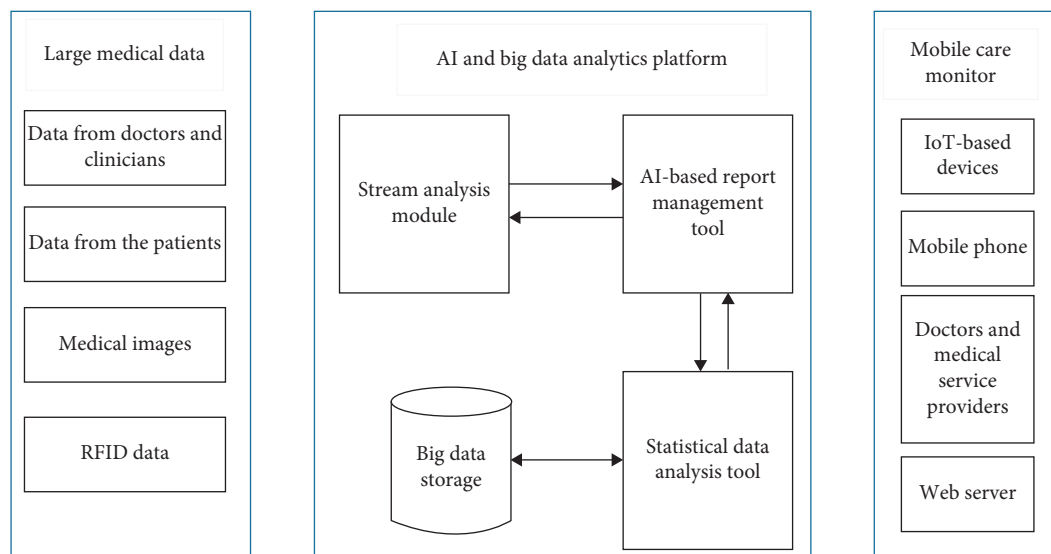 Large medical data
Data from doctors and
clinicians
Data from the patients
Medical images
RFID data
AI and big data analytics platform
Stream analysis
module
AI-based report
management
tool
Big data
storage
Statistical data
analysis tool
Mobile care
monitor
IoT-based
devices
Mobile phone
Doctors and
medical
service
providers
Web server